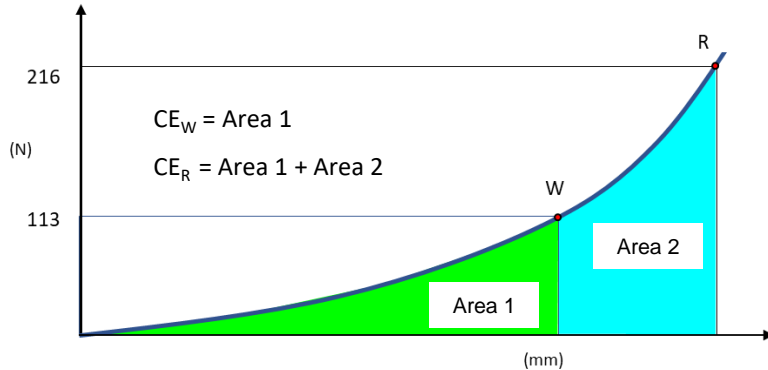 R
216
CE_W = Area 1
(N)
CE_R = Area 1 + Area 2
W
113
Area 2
Area 1
(mm)